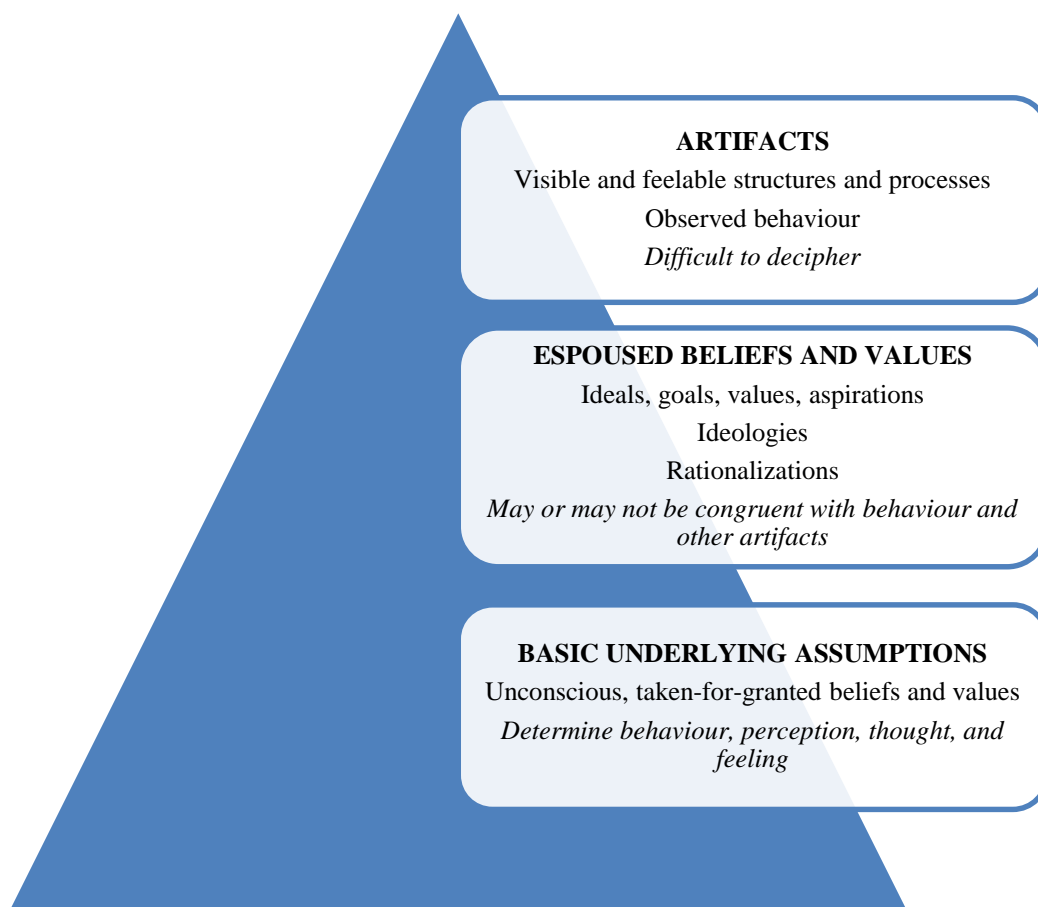 ARTIFACTS
Visible and feelable structures and processes
Observed behaviour
Difficult to decipher
ESPOUSED BELIEFS AND VALUES
Ideals, goals, values, aspirations
Ideologies
Rationalizations
May or may not be congruent with behaviour and
other artifacts
BASIC UNDERLYING ASSUMPTIONS
Unconscious, taken-for-granted beliefs and values
Determine behaviour, perception, thought, and
feeling